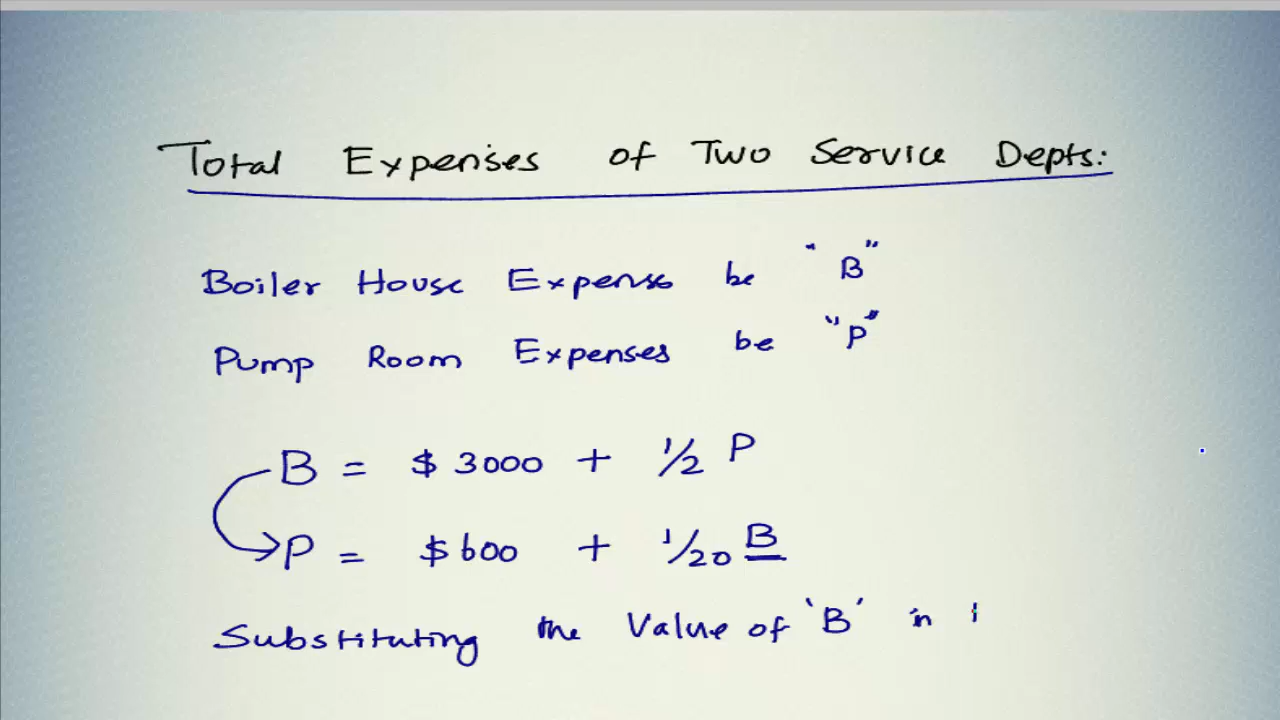 Total Expenses of Two Service Depts:
Boiler House Expense be "B"
Pump Room Expenses be "P"
B = $3000 + 1/2 P
P = $600 + 1/20 B
Substituting the Value of 'B' in